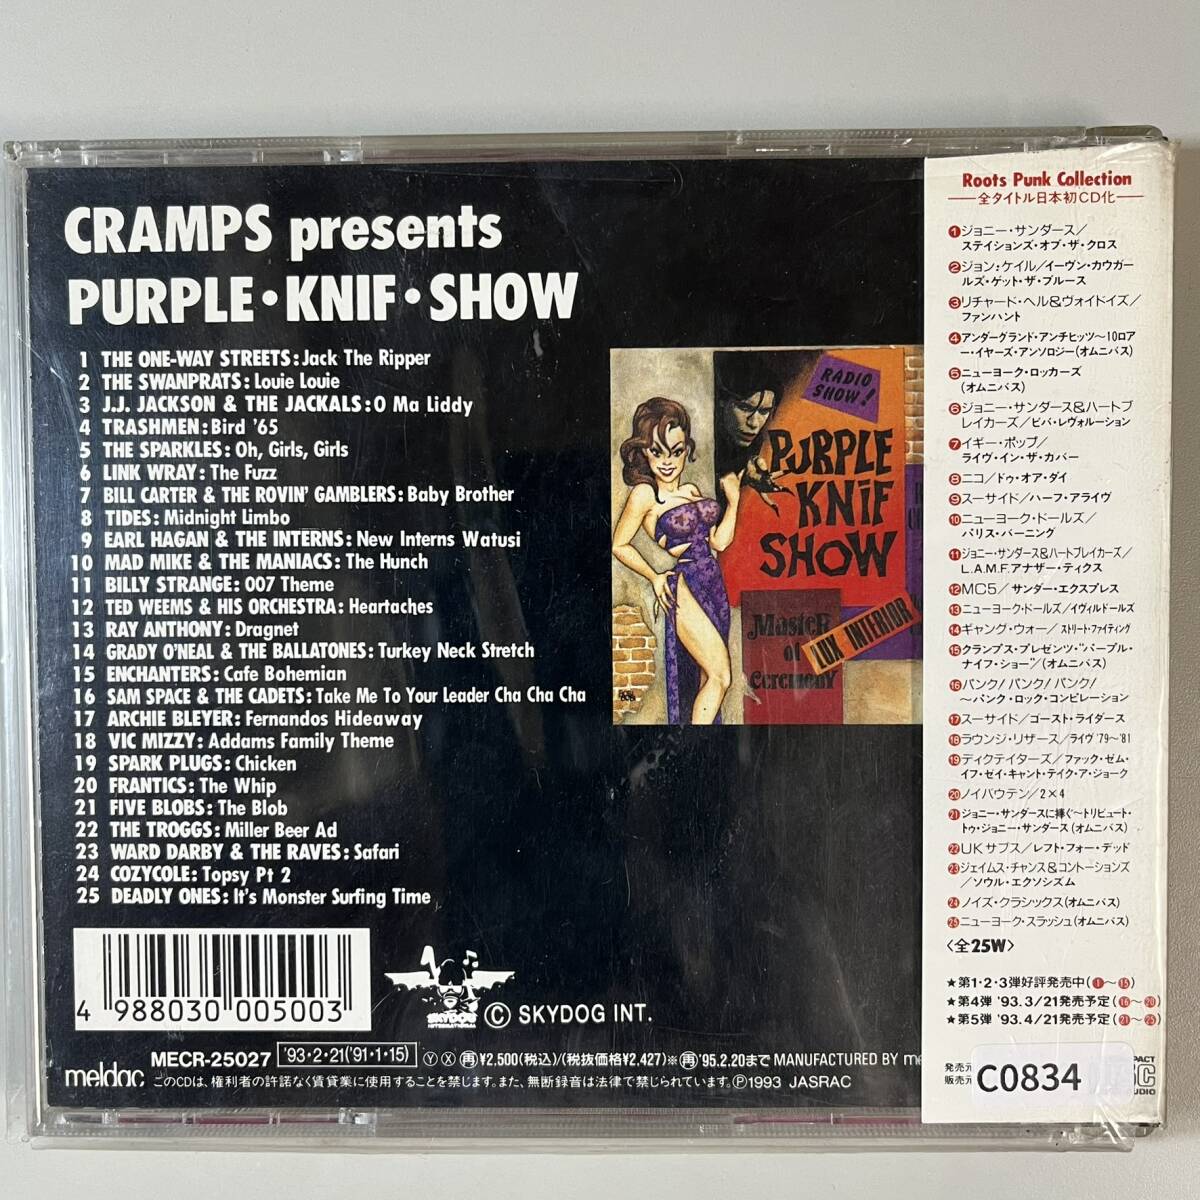 CRAMPS presents
PURPLE・KNIF・SHOW
1 THE ONE-WAY STREETS: Jack The Ripper
2 THE SWANPRATS: Louie Louie
3 J.J. JACKSON & THE JACKALS: O Ma Liddy
4 TRASHMEN: Bird '65
5 THE SPARKLES: Oh, Girls, Girls
6 LINK WRAY: The Fuzz
7 BILL CARTER & THE ROVIN' GAMBLERS: Baby Brother
8 TIDES: Midnight Limbo
9 EARL HAGAN & THE INTERNS: New Interns Watusi
10 MAD MIKE & THE MANIACS: The Hunch
11 BILLY STRANGE: 007 Theme
12 TED WEEMS & HIS ORCHESTRA: Heartaches
13 RAY ANTHONY: Dragnet
14 GRADY O'NEAL & THE BALLATONES: Turkey Neck Stretch
15 ENCHANTERS: Cafe Bohemian
16 SAM SPACE & THE CADETS: Take Me To Your Leader Cha Cha Cha
17 ARCHIE BLEYER: Fernandos Hideaway
18 VIC MIZZY: Addams Family Theme
19 SPARK PLUGS: Chicken
20 FRANTICS: The Whip
21 FIVE BLOBS: The Blob
22 THE TROGGS: Miller Beer Ad
23 WARD DARBY & THE RAVES: Safari
24 COZYCOLE: Topsy Pt 2
25 DEADLY ONES: It's Monster Surfing Time
RADIO
SHOW!
PURPLE
KNIF
SHOW
Master
of
Ceremony
LUX INTERIOR
4 988030 005003
SKYDOG
INTERNATIONAL
© SKYDOG INT.
MECR-25027 '93・2・21('91・1・15) Ⓨ Ⓧ 再 ¥2,500(税込)/(税抜価格¥2,427)※再'95.2.20まで MANUFACTURED BY me
meldac このCDは、権利者の許諾なく賃貸業に使用することを禁じます。また、無断録音は法律で禁じられています。Ⓟ1993 JASRAC
Roots Punk Collection
全タイトル日本初CD化
❶ジョニー・サンダース/
ステイションズ・オブ・ザ・クロス
❷ジョン・ケイル/イーヴン・カウガー
ルズ・ゲット・ザ・ブルース
❸リチャード・ヘル&ヴォイドイズ/
ファンハント
❹アンダーグランド・アンチヒッツ〜10ロア
ー・イヤーズ・アンソロジー(オムニバス)
❺ニューヨーク・ロッカーズ
(オムニバス)
❻ジョニー・サンダース&ハートブ
レイカーズ/ビバ・レヴォルーション
❼イギー・ポップ/
ライヴ・イン・ザ・カバー
❽ニコ/ドゥ・オア・ダイ
❾スーサイド/ハーフ・アライヴ
❿ニューヨーク・ドールズ/
パリス・バーニング
⓫ジョニー・サンダース&ハートブレイカーズ/
L.A.M.F.アナザー・ティクス
⓬MC5/サンダー・エクスプレス
⓭ニューヨーク・ドールズ/イヴィルドールズ
⓮ギャング・ウォー/ストリート・ファイティング
⓯クランプス・プレゼンツ“パープル・
ナイフ・ショー”(オムニバス)
⓰パンク! パンク! パンク!
〜パンク・ロック・コンピレーション
⓱スーサイド/ゴースト・ライダース
⓲ラウンジ・リザース/ライヴ '79〜'81
⓳ディクテイターズ/ファック・ゼム・
イフ・ゼイ・キャント・テイク・ア・ジョーク
⓴ノイバウテン/2×4
㉑ジョニー・サンダースに捧ぐ〜トリビュート・
トゥ・ジョニー・サンダース(オムニバス)
㉒UKサブス/レフト・フォー・デッド
㉓ジェイムス・チャンス&コントーションズ
/ソウル・エクソシズム
㉔ノイズ・クラシックス(オムニバス)
㉕ニューヨーク・スラッシュ(オムニバス)
〈全25W〉
★第1・2・3弾好評発売中(❶〜⓯)
★第4弾 '93.3/21発売予定(⓰〜⓴)
★第5弾 '93.4/21発売予定(㉑〜㉕)
発売元
販売元
C0834